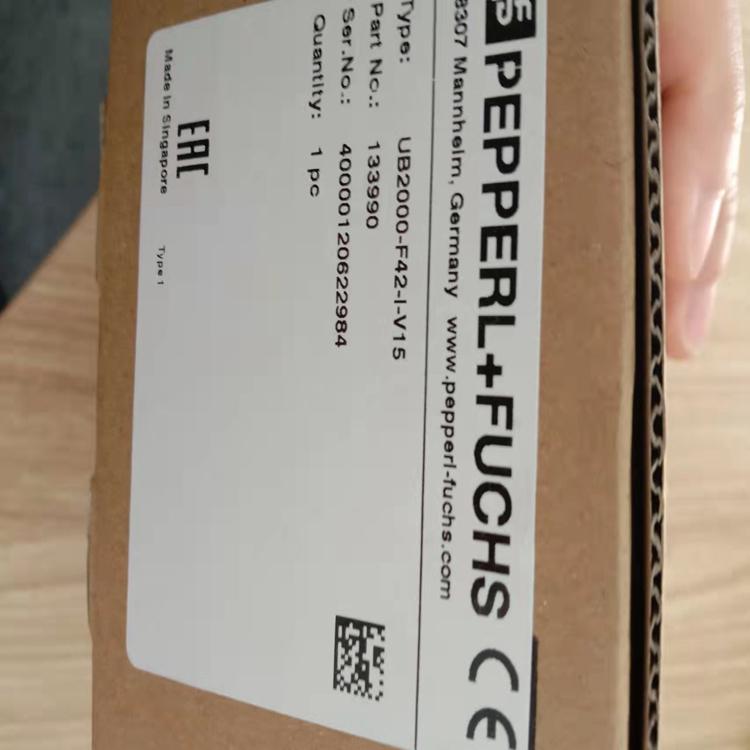 PEPPERL+FUCHS CE
8307 Mannheim, Germany www.pepperl-fuchs.com
Type: UB2000-F42-I-V15
Part No.: 133990
Ser.No.: 40000120622984
Quantity: 1 pc
EAC
Made in Singapore Type 1